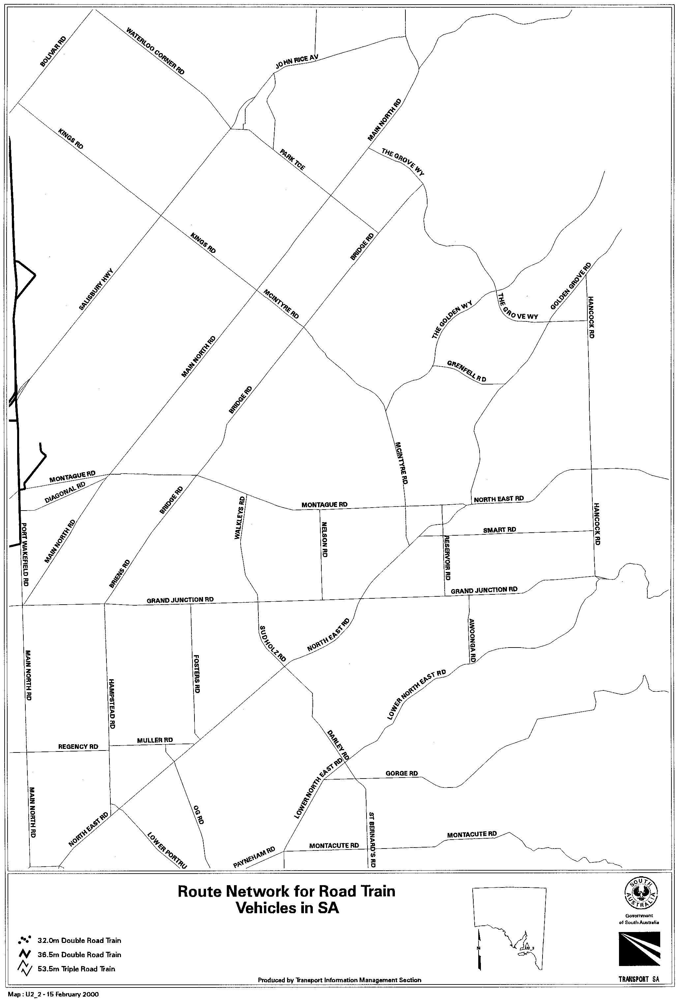 BOLIVAR RD
WATERLOO CORNER RD
JOHN RICE AV
MAIN NORTH RD
KINGS RD
THE GROVE WY
PARK TCE
KINGS RD
BRIDGE RD
SALISBURY HWY
GOLDEN GROVE RD
MCINTYRE RD
THE GROVE WY
HANCOCK RD
THE GOLDEN WY
MAIN NORTH RD
GRENFELL RD
BRIDGE RD
MCINTYRE RD
MONTAGUE RD
DIAGONAL RD
BRIDGE RD
WALKLEYS RD
MONTAGUE RD
NORTH EAST RD
HANCOCK RD
PORT WAKEFIELD RD
MAIN NORTH RD
NELSON RD
SMART RD
RESERVOIR RD
BRIENS RD
GRAND JUNCTION RD
GRAND JUNCTION RD
AWOONGA RD
NORTH EAST RD
SUDHOLZ RD
MAIN NORTH RD
FOSTERS RD
HAMPSTEAD RD
LOWER NORTH EAST RD
DARLEY RD
MULLER RD
REGENCY RD
LOWER NORTH EAST RD
GORGE RD
MAIN NORTH RD
OG RD
NORTH EAST RD
LOWER PORTRU
ST BERNARD'S RD
MONTACUTE RD
MONTACUTE RD
PAYNEHAM RD
Route Network for Road Train
Vehicles in SA
32.0m Double Road Train
36.5m Double Road Train
53.5m Triple Road Train
N
U2_2
SOUTH
AUSTRALIA
Government
of South Australia
TRANSPORT SA
Produced by Transport Information Management Section
Map : U2_2 - 15 February 2000